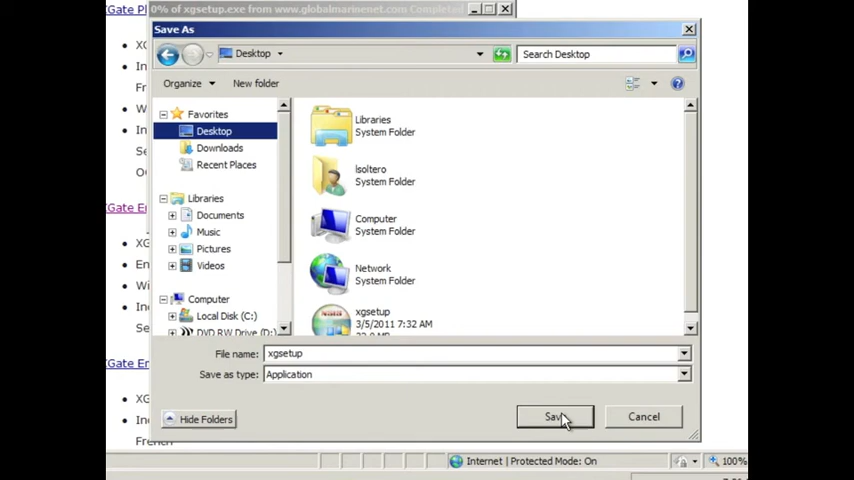 Gate Pl
0% of xgsetup.exe from www.globalmarinenet.com Completed
Save As
Desktop
Search Desktop
Organize
New folder
Favorites
Desktop
Downloads
Recent Places
Libraries
Documents
Music
Pictures
Videos
Computer
Local Disk (C:)
DVD RW Drive (D:)
Libraries
System Folder
lsoltero
System Folder
Computer
System Folder
Network
System Folder
xgsetup
3/5/2011 7:32 AM
File name:
xgsetup
Save as type:
Application
Hide Folders
Save
Cancel
XG
In
Fr
W
In
Se
Gate En
XG
En
Wi
In
Se
Gate En
XG
In
French
Internet | Protected Mode: On
100%